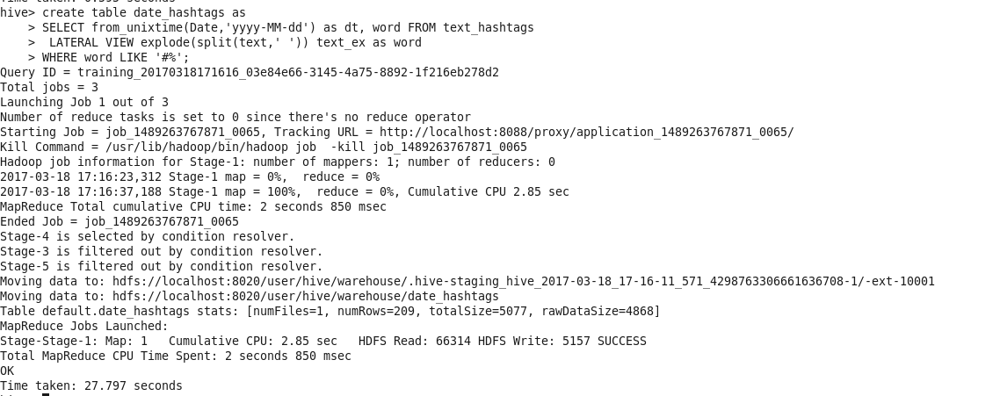 Time taken: 0.393 seconds
hive> create table date_hashtags as
    > SELECT from_unixtime(Date,'yyyy-MM-dd') as dt, word FROM text_hashtags
    >  LATERAL VIEW explode(split(text,' ')) text_ex as word
    > WHERE word LIKE '#%';
Query ID = training_20170318171616_03e84e66-3145-4a75-8892-1f216eb278d2
Total jobs = 3
Launching Job 1 out of 3
Number of reduce tasks is set to 0 since there's no reduce operator
Starting Job = job_1489263767871_0065, Tracking URL = http://localhost:8088/proxy/application_1489263767871_0065/
Kill Command = /usr/lib/hadoop/bin/hadoop job  -kill job_1489263767871_0065
Hadoop job information for Stage-1: number of mappers: 1; number of reducers: 0
2017-03-18 17:16:23,312 Stage-1 map = 0%,  reduce = 0%
2017-03-18 17:16:37,188 Stage-1 map = 100%,  reduce = 0%, Cumulative CPU 2.85 sec
MapReduce Total cumulative CPU time: 2 seconds 850 msec
Ended Job = job_1489263767871_0065
Stage-4 is selected by condition resolver.
Stage-3 is filtered out by condition resolver.
Stage-5 is filtered out by condition resolver.
Moving data to: hdfs://localhost:8020/user/hive/warehouse/.hive-staging_hive_2017-03-18_17-16-11_571_4298763306661636708-1/-ext-10001
Moving data to: hdfs://localhost:8020/user/hive/warehouse/date_hashtags
Table default.date_hashtags stats: [numFiles=1, numRows=209, totalSize=5077, rawDataSize=4868]
MapReduce Jobs Launched:
Stage-Stage-1: Map: 1   Cumulative CPU: 2.85 sec   HDFS Read: 66314 HDFS Write: 5157 SUCCESS
Total MapReduce CPU Time Spent: 2 seconds 850 msec
OK
Time taken: 27.797 seconds